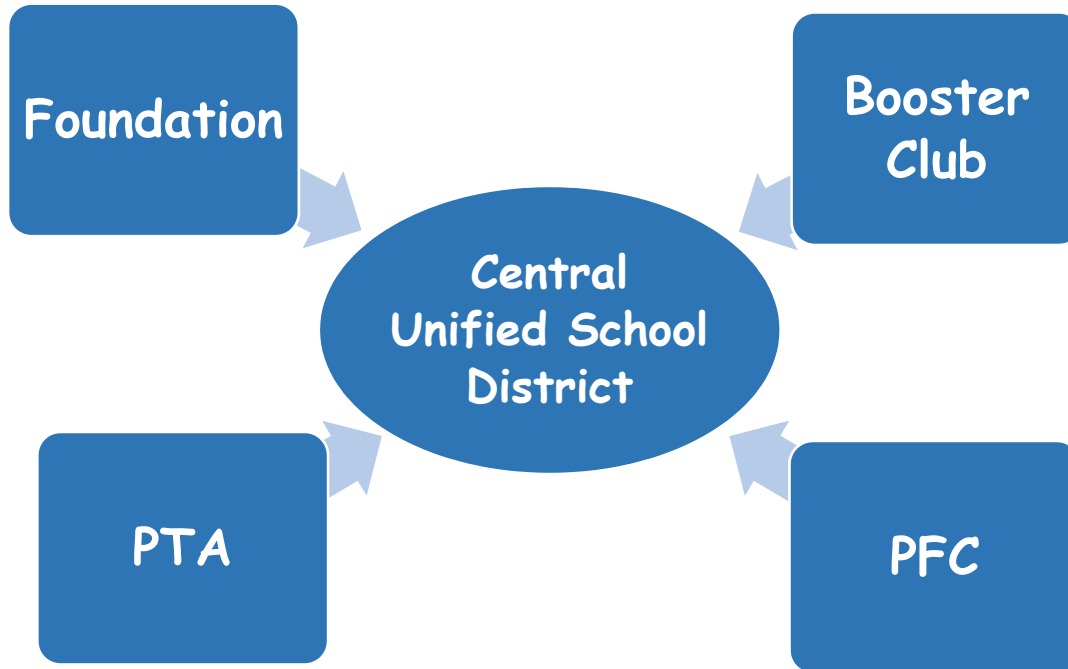 Foundation
Booster
Club
Central
Unified School
District
PTA
PFC